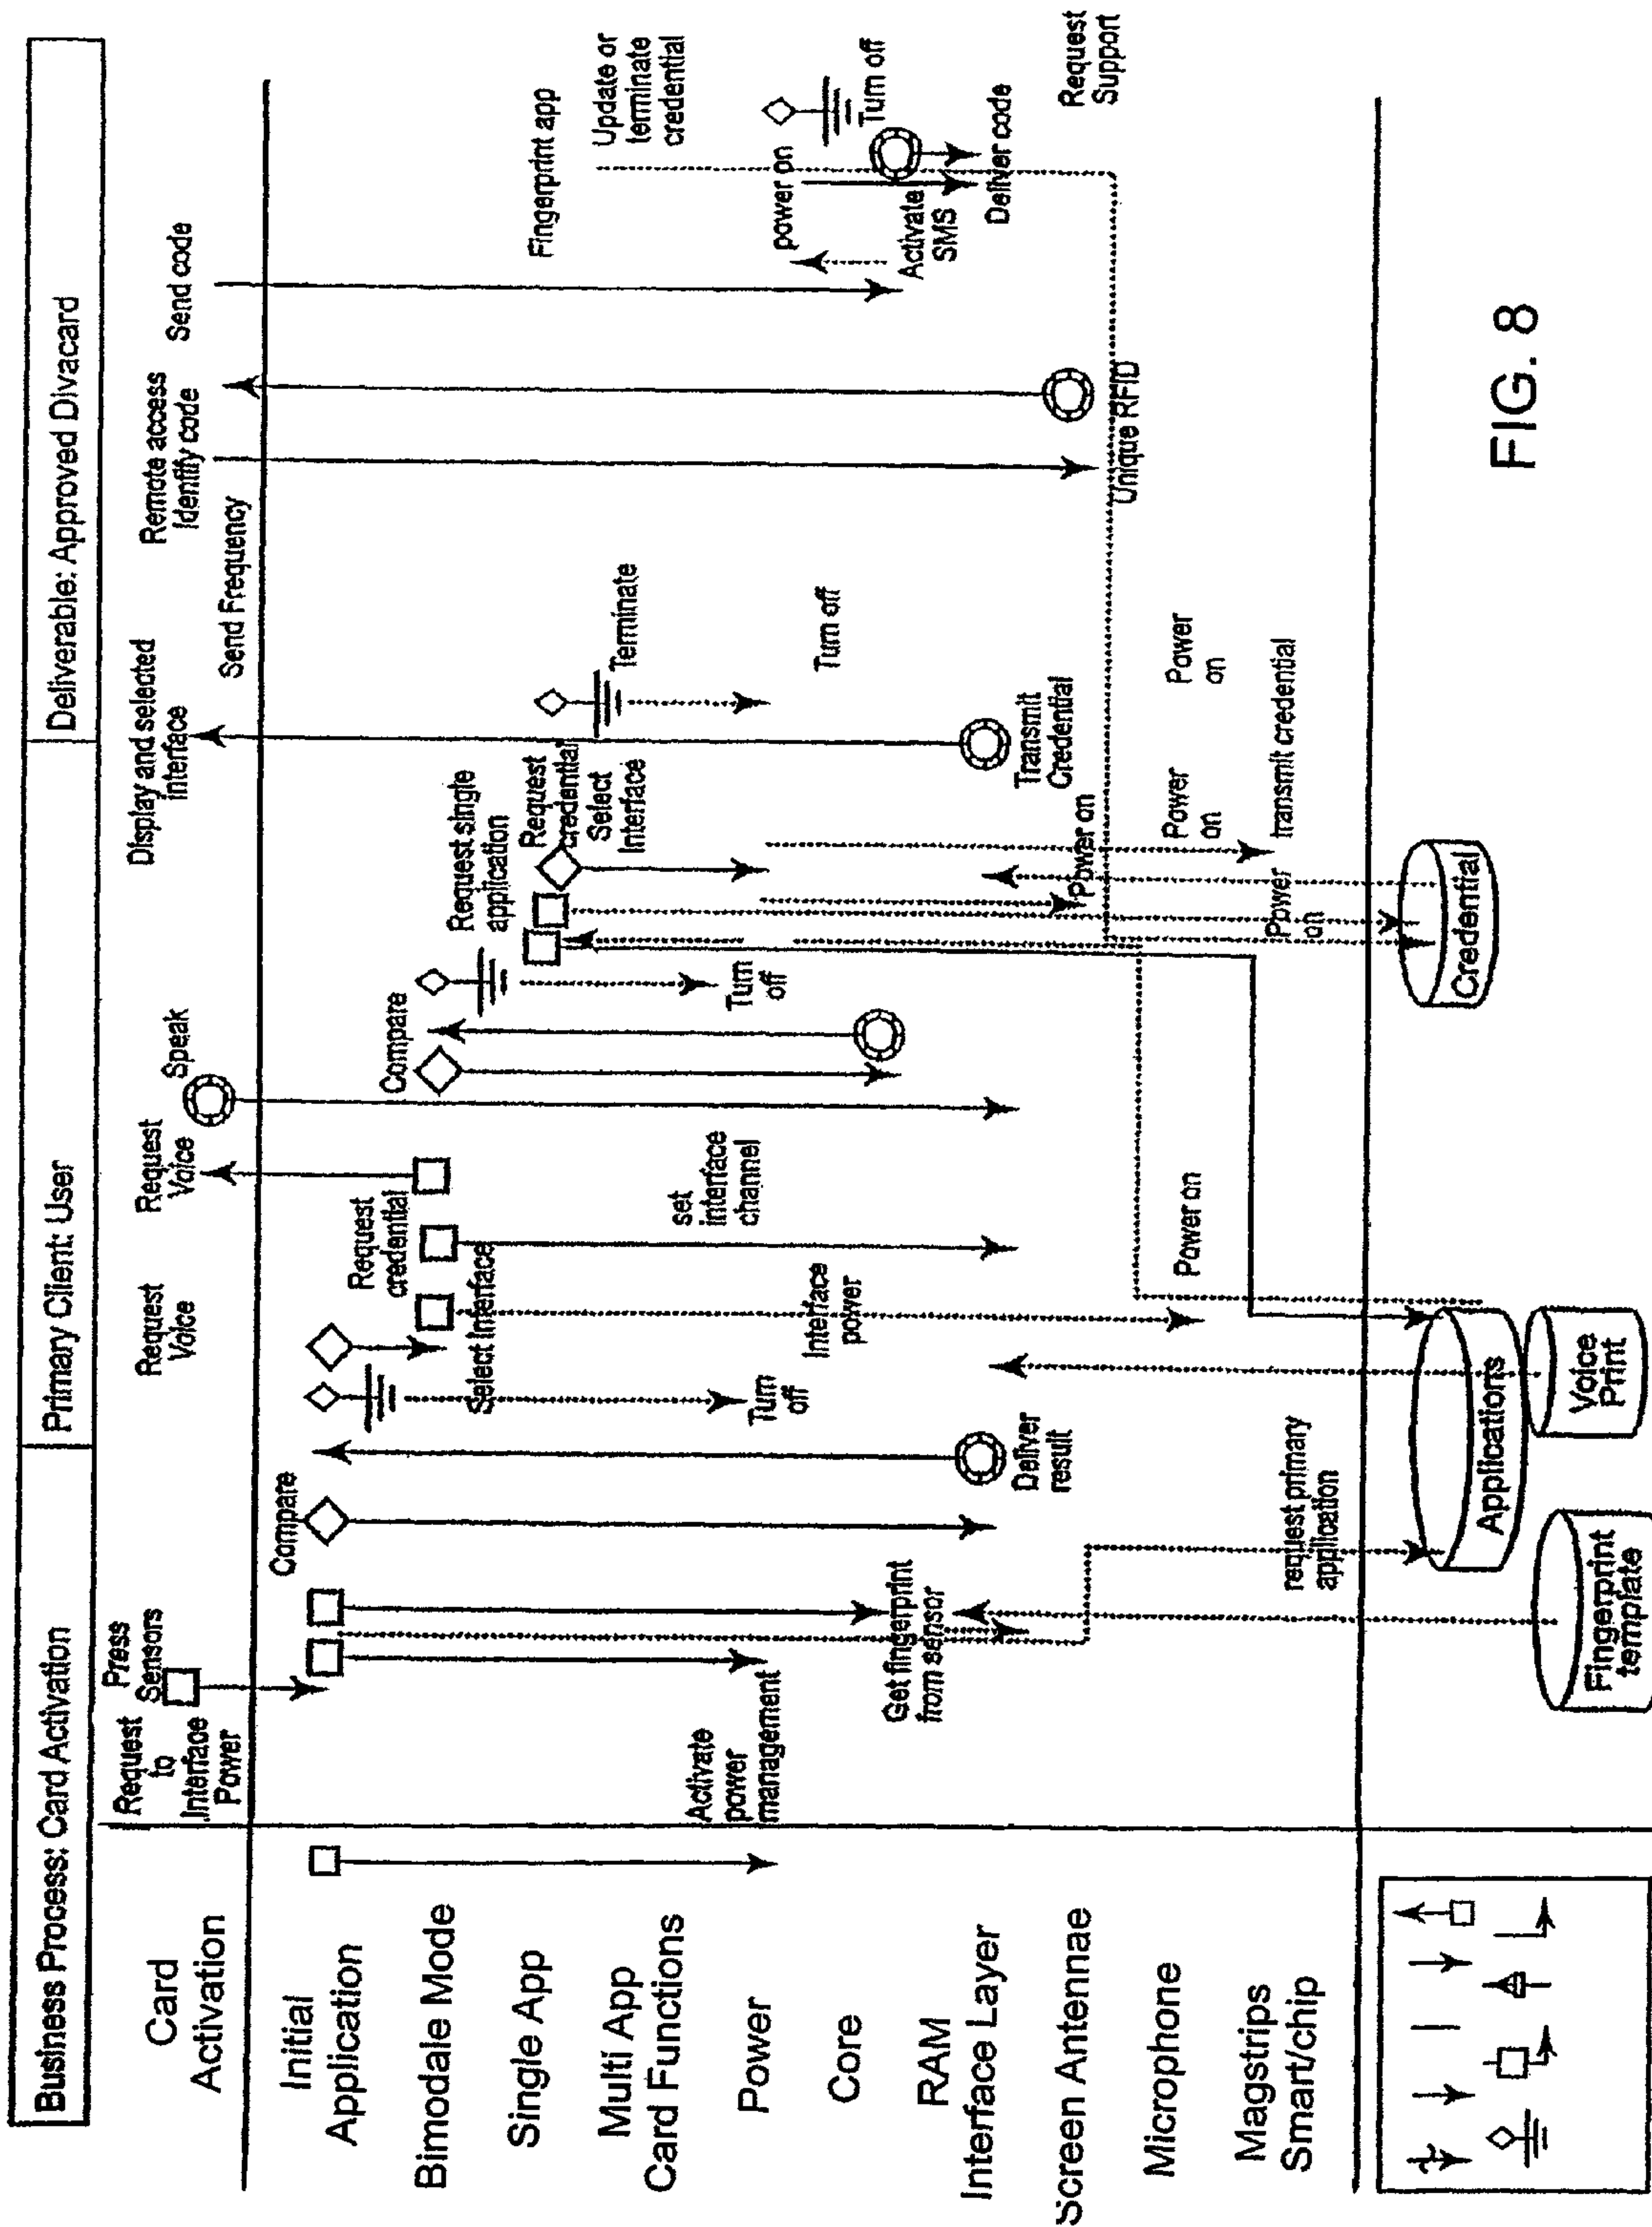 Business Process: Card Activation
Primary Client: User
Deliverable: Approved Divacard
Card
Activation
Request
to
Interface
Power
Press
Sensors
Request
Voice
Request
Voice
Speak
Display and selected
interface
Send Frequency
Remote access
Identify code
Send code
Initial
Application
Compare
Bimodale Mode
Select Interface
Request
credential
Compare
Single App
Request single
application
Request
credential
Select
Interface
Terminate
Fingerprint app
Update or
terminate
credential
Multi App
Card Functions
Activate
power
management
Power
Turn
off
set
interface
channel
Turn
off
Turn off
power on
Turn off
Core
Get fingerprint
from sensor
Interface
power
Activate
SMS
RAM
Interface Layer
Deliver
result
Transmit
Credential
Deliver code
Screen Antennae
Power on
Unique RFID
Request
Support
Microphone
Power on
Power
on
Power
on
Magstrips
Smart/chip
request primary
application
Power
on
transmit credential
Fingerprint
template
Applications
Voice
Print
Credential
FIG. 8